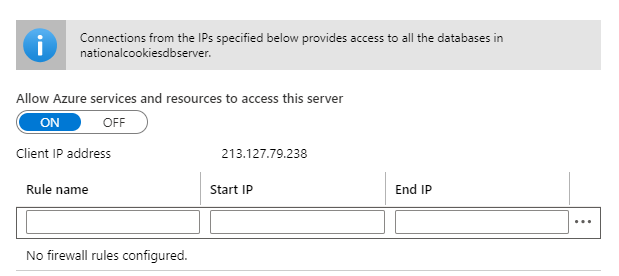 Connections from the IPs specified below provides access to all the databases in
nationalcookiesdbserver.
Allow Azure services and resources to access this server
ON OFF
Client IP address 213.127.79.238
Rule name Start IP End IP
No firewall rules configured.